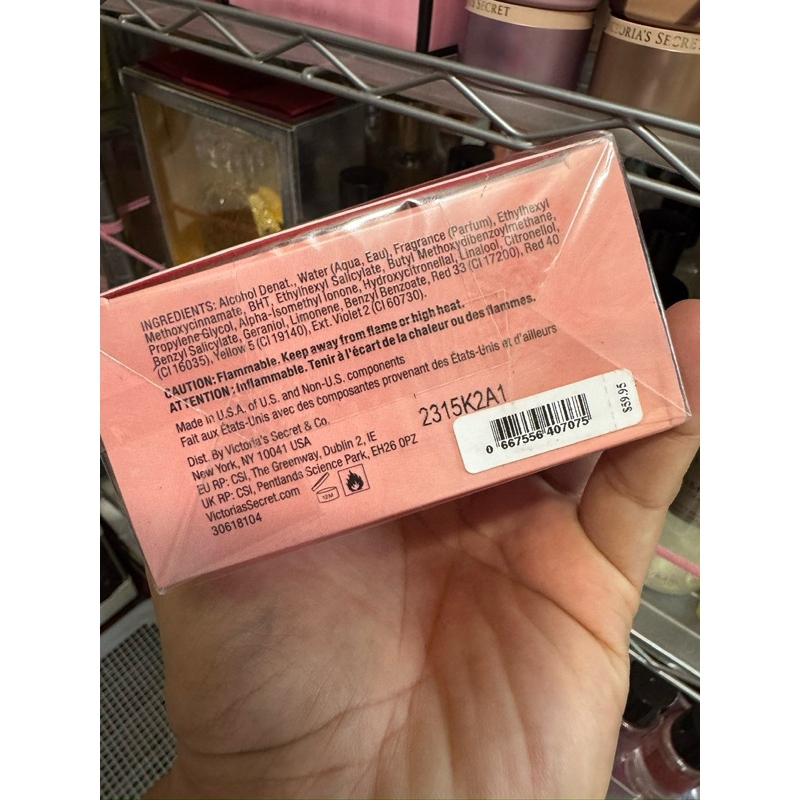 SECRET
ORIA'S SECRE
INGREDIENTS: Alcohol Denat., Water (Aqua, Eau), Fragrance (Parfum), Ethylhexyl
Methoxycinnamate, BHT, Ethylhexyl Salicylate, Butyl Methoxydibenzoylmethane,
Propylene Glycol, Alpha-Isomethyl Ionone, Hydroxycitronellal, Linalool, Citronellol,
Benzyl Salicylate, Geraniol, Limonene, Benzyl Benzoate, Red 33 (CI 17200), Red 40
(CI 16035), Yellow 5 (CI 19140), Ext. Violet 2 (CI 60730).
CAUTION: Flammable. Keep away from flame or high heat.
ATTENTION: Inflammable. Tenir à l'écart de la chaleur ou des flammes.
Made in U.S.A. of U.S. and Non-U.S. components
Fait aux États-Unis avec des composantes provenant des États-Unis et d'ailleurs
Dist. By Victoria's Secret & Co.
New York, NY 10041 USA
EU RP: CSI, The Greenway, Dublin 2, IE
UK RP: CSI, Pentlands Science Park, EH26 0PZ
VictoriasSecret.com
30618104
12M
2315K2A1
0 667556 407075
$59.95